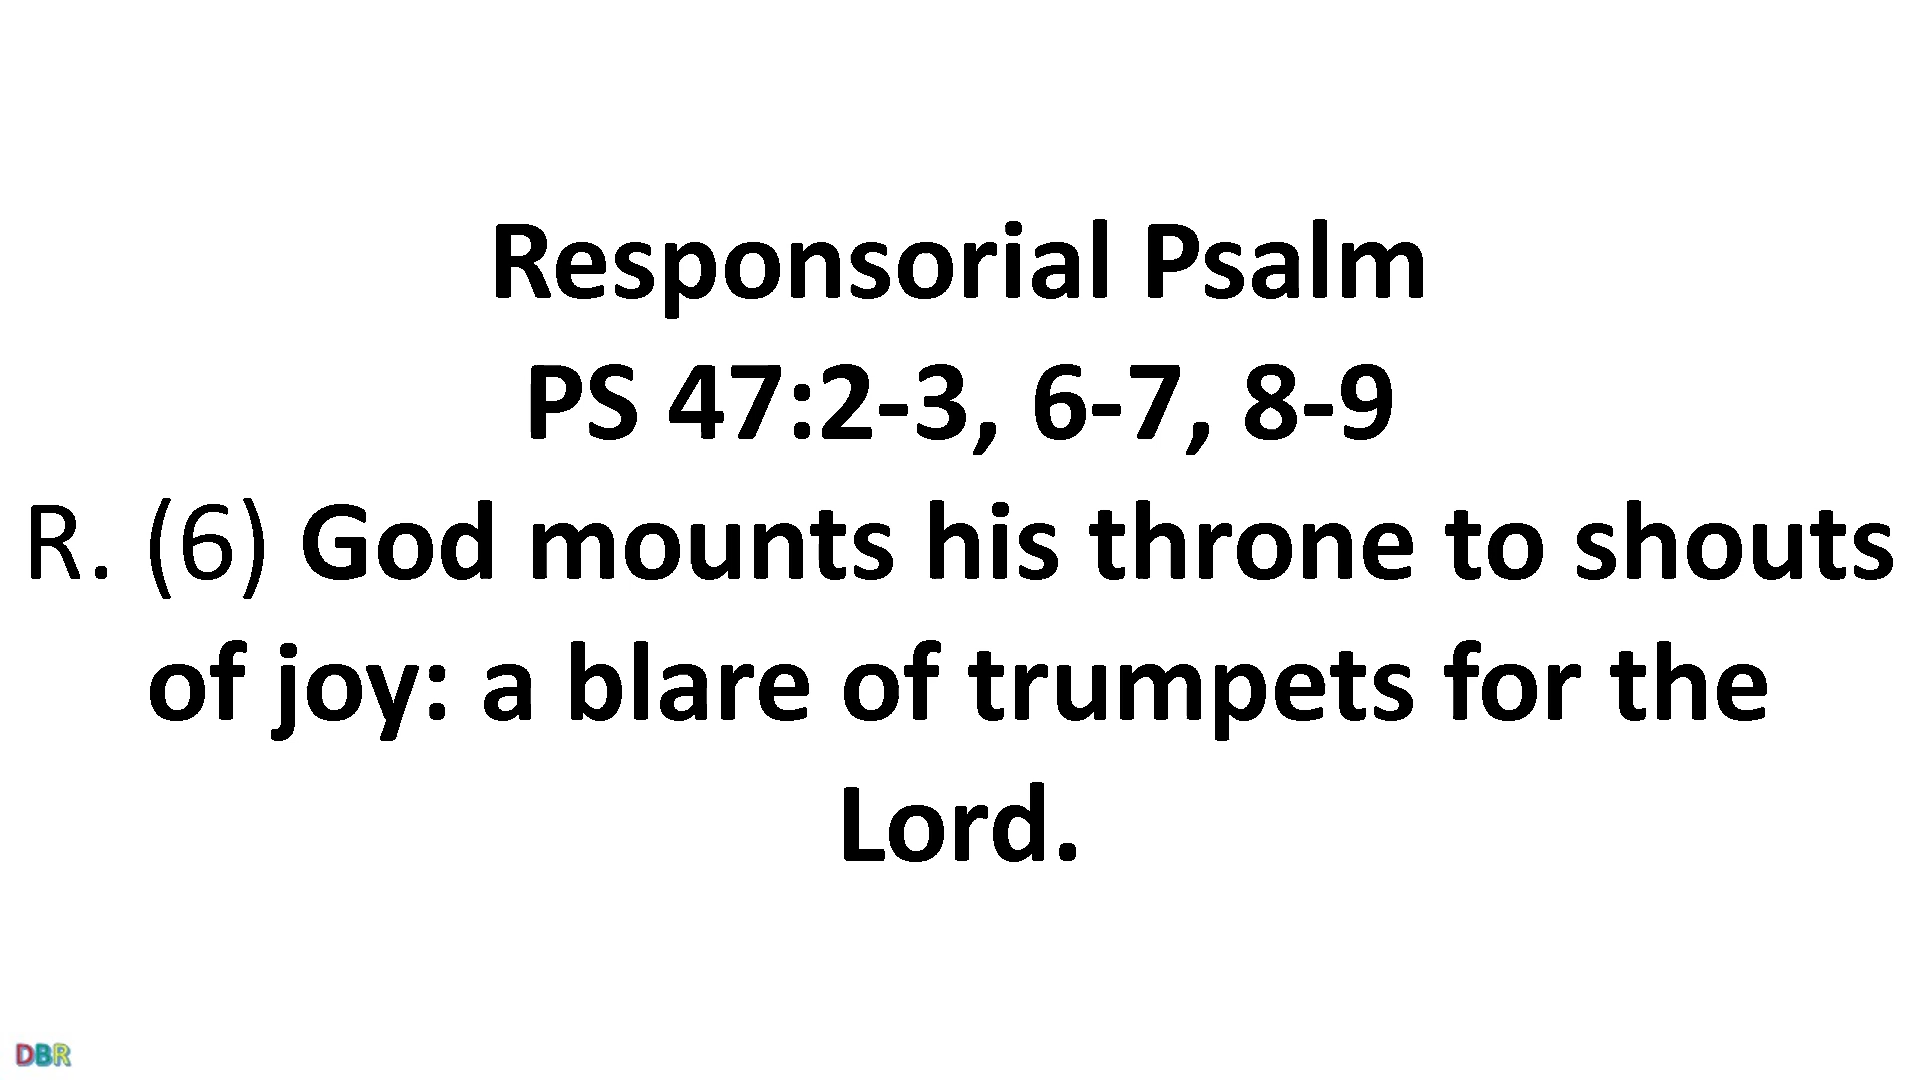 Responsorial Psalm
PS 47:2-3, 6-7, 8-9
R. (6) God mounts his throne to shouts
of joy: a blare of trumpets for the
Lord.
DBR